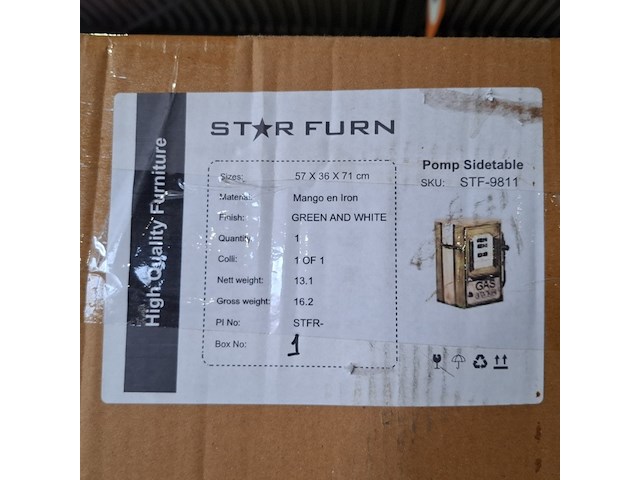 High Quality Furniture
STAR FURN
Sizes: 57 X 36 X 71 cm
Material: Mango en Iron
Finish: GREEN AND WHITE
Quantity: 1
Colli: 1 OF 1
Nett weight: 13.1
Gross weight: 16.2
PI No: STFR-
Box No: 1
Pomp Sidetable
SKU: STF-9811
GAS